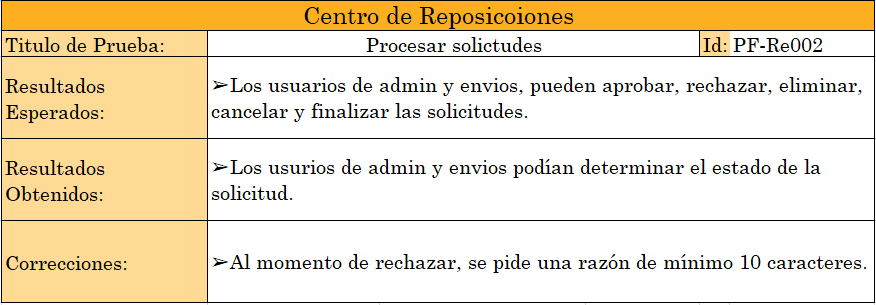 Centro de Reposicoiones
Titulo de Prueba: Procesar solictudes Id: PF-Re002
Resultados Esperados:
➢Los usuarios de admin y envios, pueden aprobar, rechazar, eliminar,
cancelar y finalizar las solicitudes.
Resultados Obtenidos:
➢Los usurios de admin y envios podían determinar el estado de la
solicitud.
Correcciones:
➢Al momento de rechazar, se pide una razón de mínimo 10 caracteres.